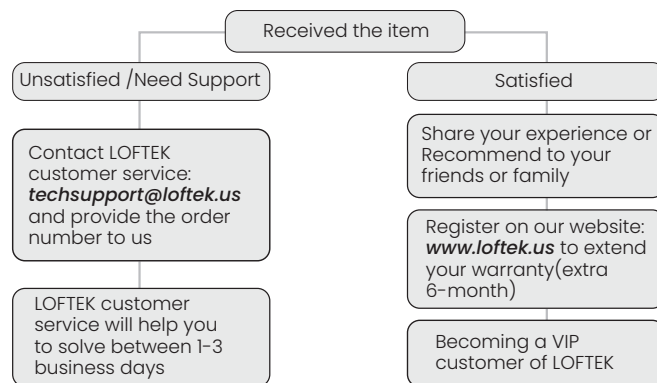 Received the item
Unsatisfied /Need Support
Contact LOFTEK
customer service:
techsupport@loftek.us
and provide the order
number to us
LOFTEK customer
service will help you
to solve between 1-3
business days
Satisfied
Share your experience or
Recommend to your
friends or family
Register on our website:
www.loftek.us to extend
your warranty(extra
6-month)
Becoming a VIP
customer of LOFTEK